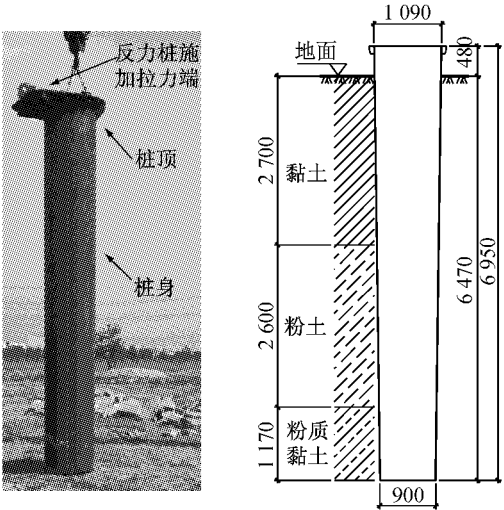 反力桩施
加拉力端
桩顶
桩身
1 090
地面
480
2 700
黏土
2 600
粉土
6 470
6 950
1 170
粉质
黏土
900